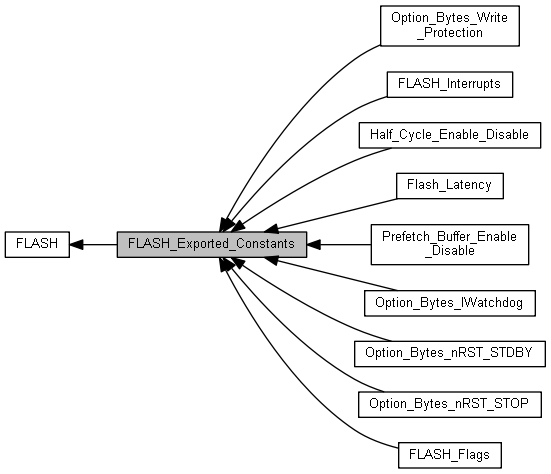 Option_Bytes_Write
_Protection
FLASH_Interrupts
Half_Cycle_Enable_Disable
Flash_Latency
FLASH
FLASH_Exported_Constants
Prefetch_Buffer_Enable
_Disable
Option_Bytes_IWatchdog
Option_Bytes_nRST_STDBY
Option_Bytes_nRST_STOP
FLASH_Flags